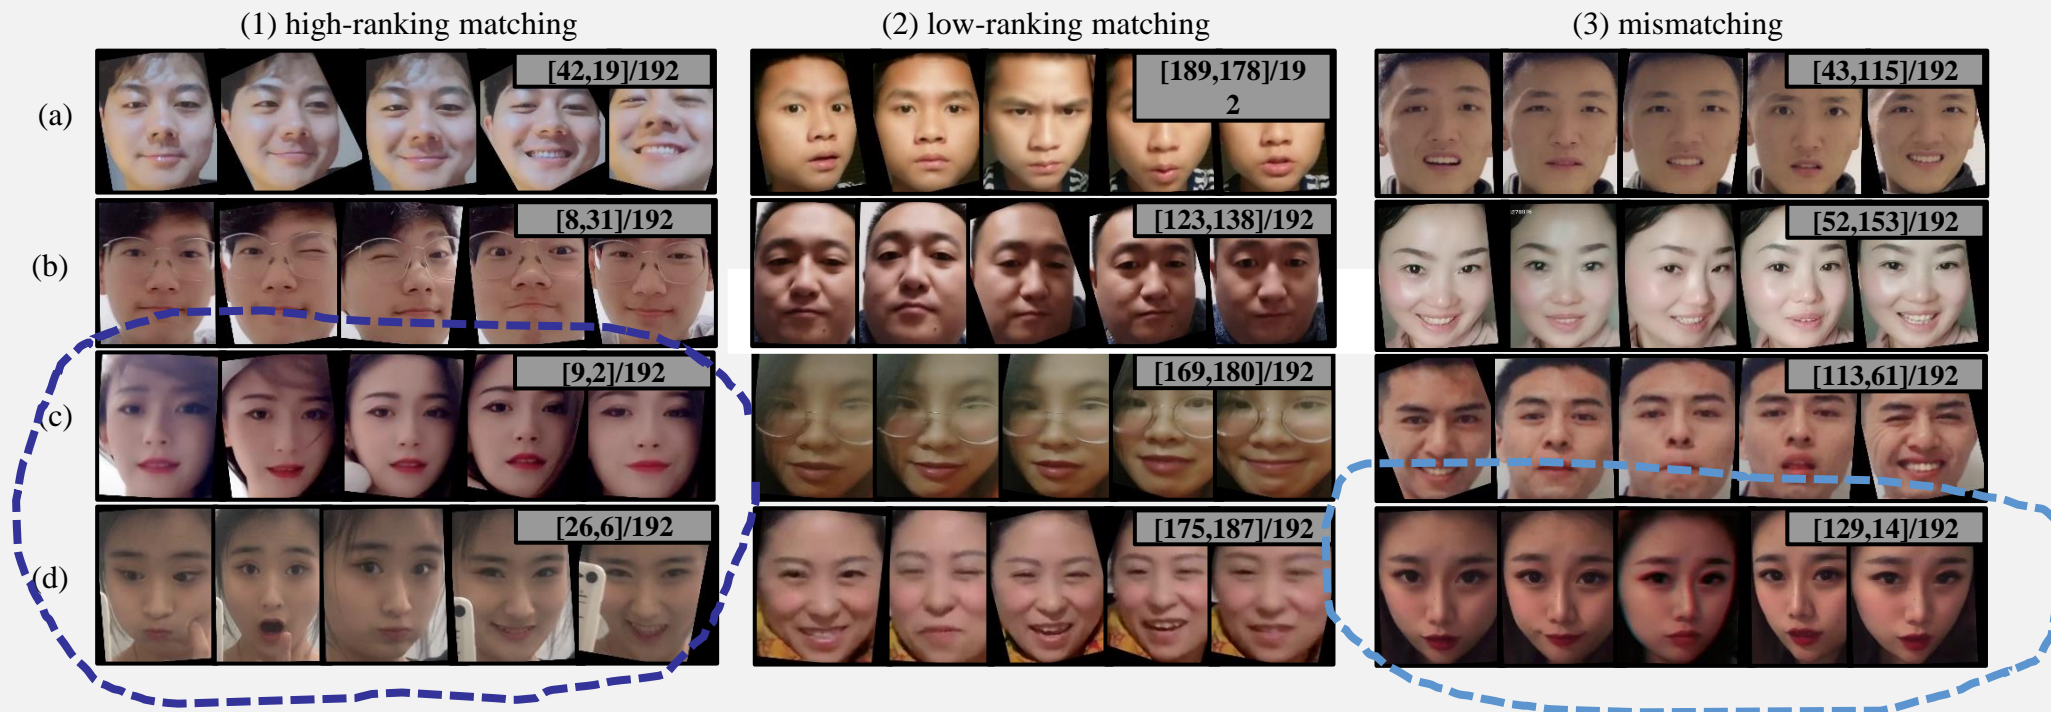 (1) high-ranking matching
(2) low-ranking matching
(3) mismatching
(a)
[42,19]/192
[189,178]/19
2
[43,115]/192
(b)
[8,31]/192
[123,138]/192
[52,153]/192
(c)
[9,2]/192
[169,180]/192
[113,61]/192
(d)
[26,6]/192
[175,187]/192
[129,14]/192